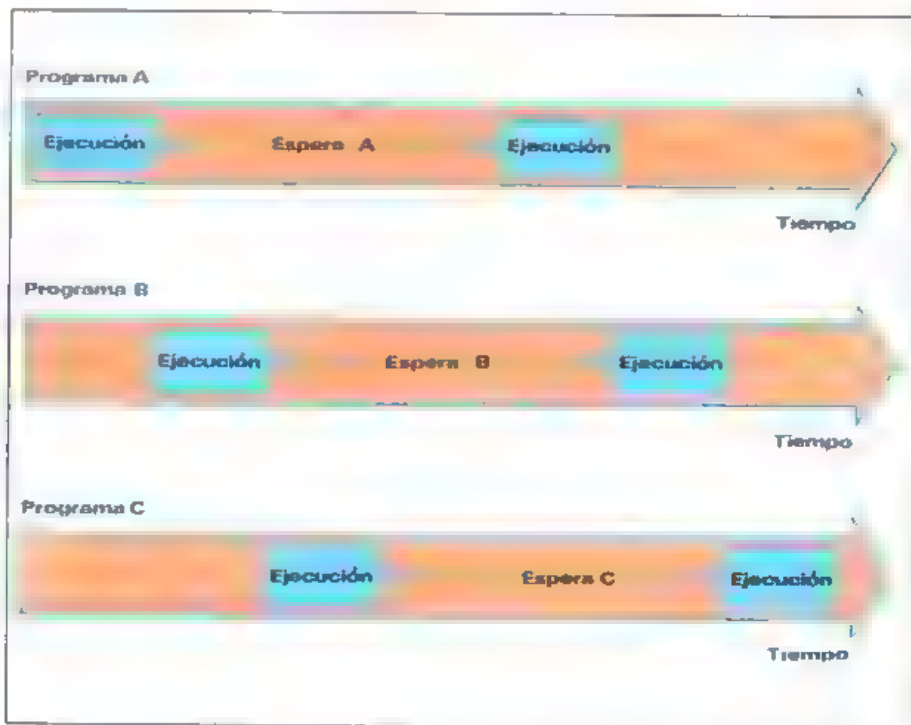 Programa A
Ejecución Espera A Ejecución
Tiempo
Programa B
Ejecución Espera B Ejecución
Tiempo
Programa C
Ejecución Espera C Ejecución
Tiempo